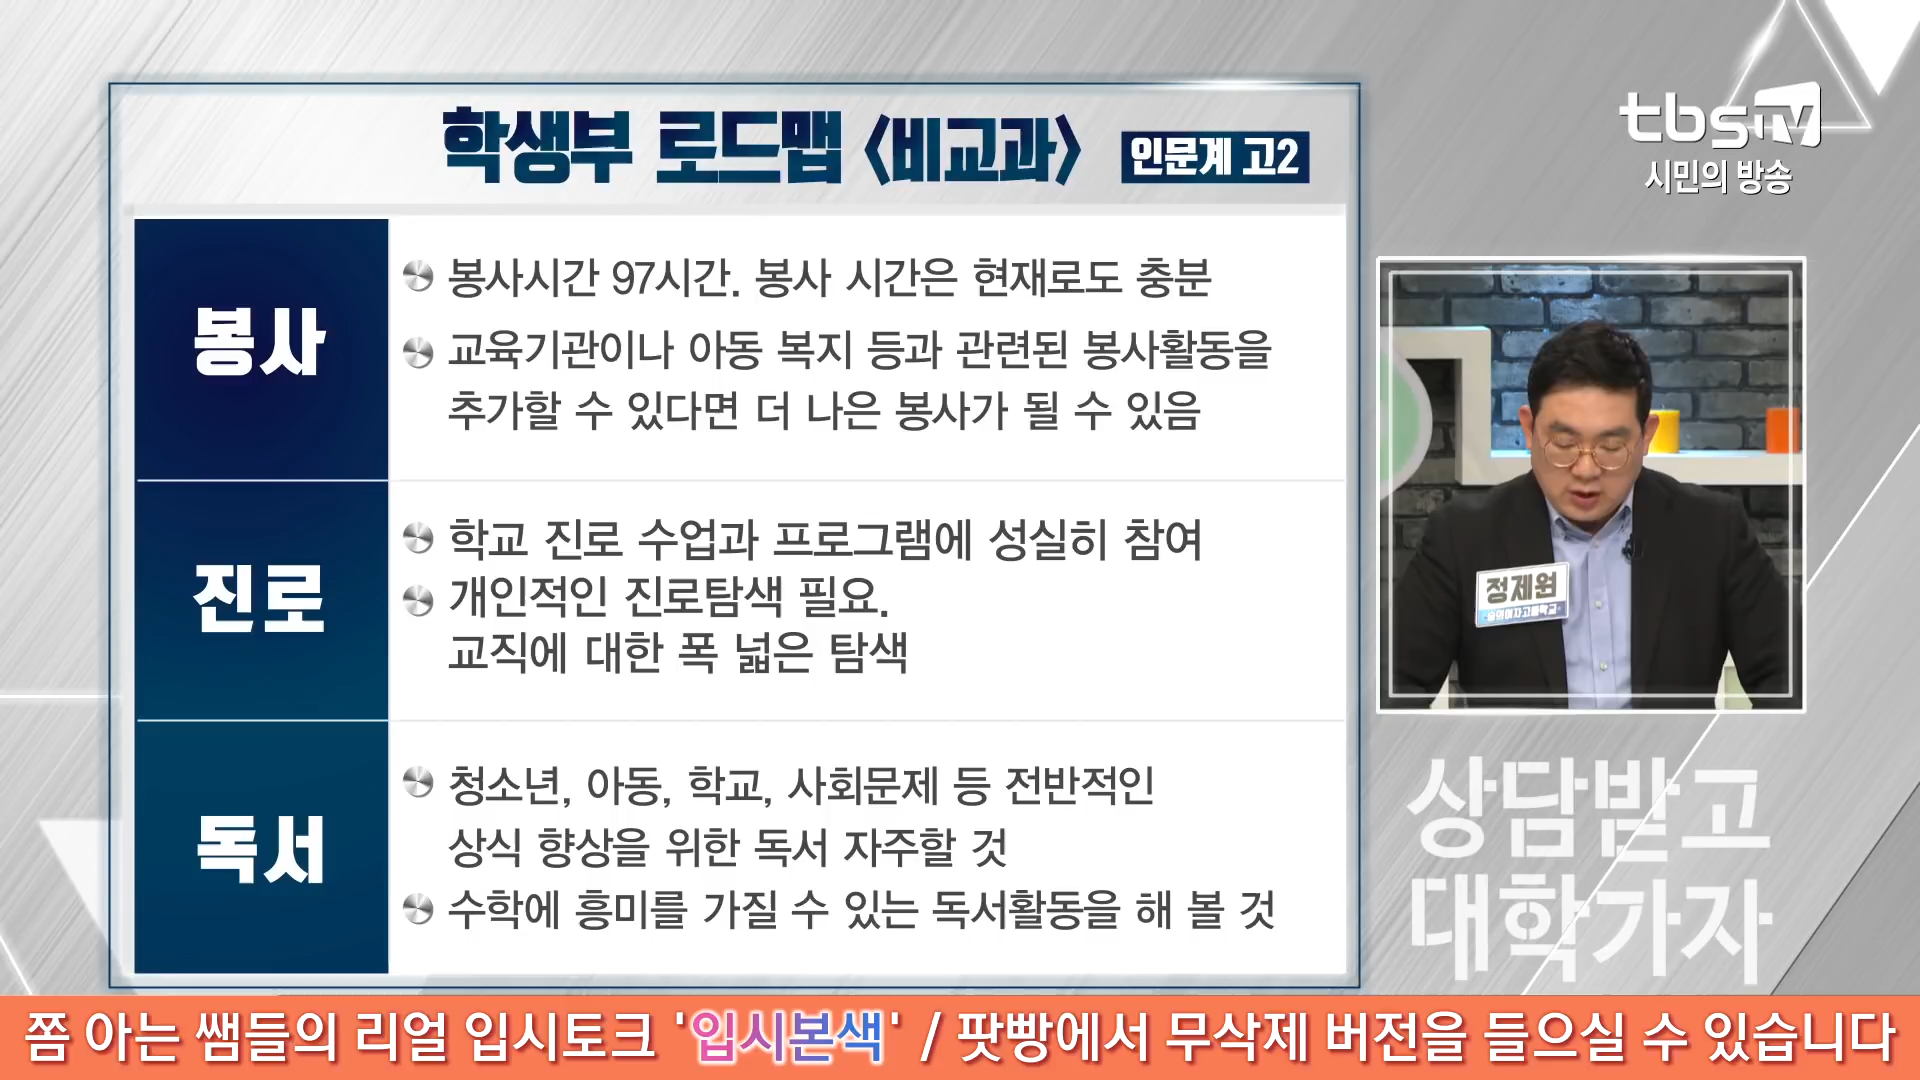 학생부 로드맵 〈비교과〉 인문계 고2
tbs TV
시민의 방송
봉사
봉사시간 97시간. 봉사 시간은 현재로도 충분
교육기관이나 아동 복지 등과 관련된 봉사활동을
추가할 수 있다면 더 나은 봉사가 될 수 있음
진로
학교 진로 수업과 프로그램에 성실히 참여
개인적인 진로탐색 필요.
교직에 대한 폭 넓은 탐색
독서
청소년, 아동, 학교, 사회문제 등 전반적인
상식 향상을 위한 독서 자주할 것
수학에 흥미를 가질 수 있는 독서활동을 해 볼 것
정제원
숭의여자고등학교
상담받고
대학가자
쫌 아는 쌤들의 리얼 입시토크 '입시본색' / 팟빵에서 무삭제 버전을 들으실 수 있습니다